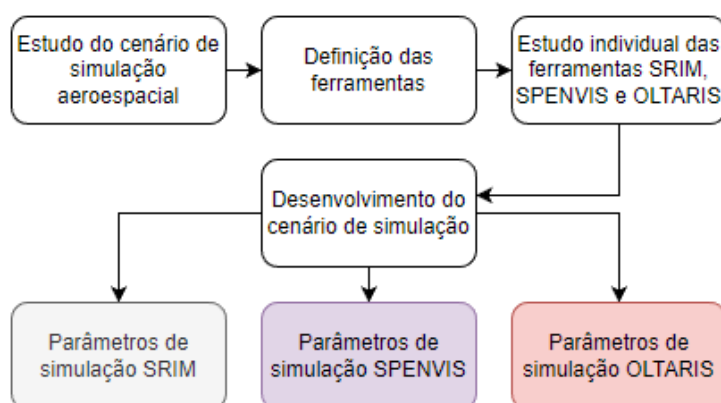 Estudo do cenário de
simulação
aeroespacial
Definição das
ferramentas
Estudo individual das
ferramentas SRIM,
SPENVIS e OLTARIS
Desenvolvimento do
cenário de simulação
Parâmetros de
simulação SRIM
Parâmetros de
simulação SPENVIS
Parâmetros de
simulação OLTARIS